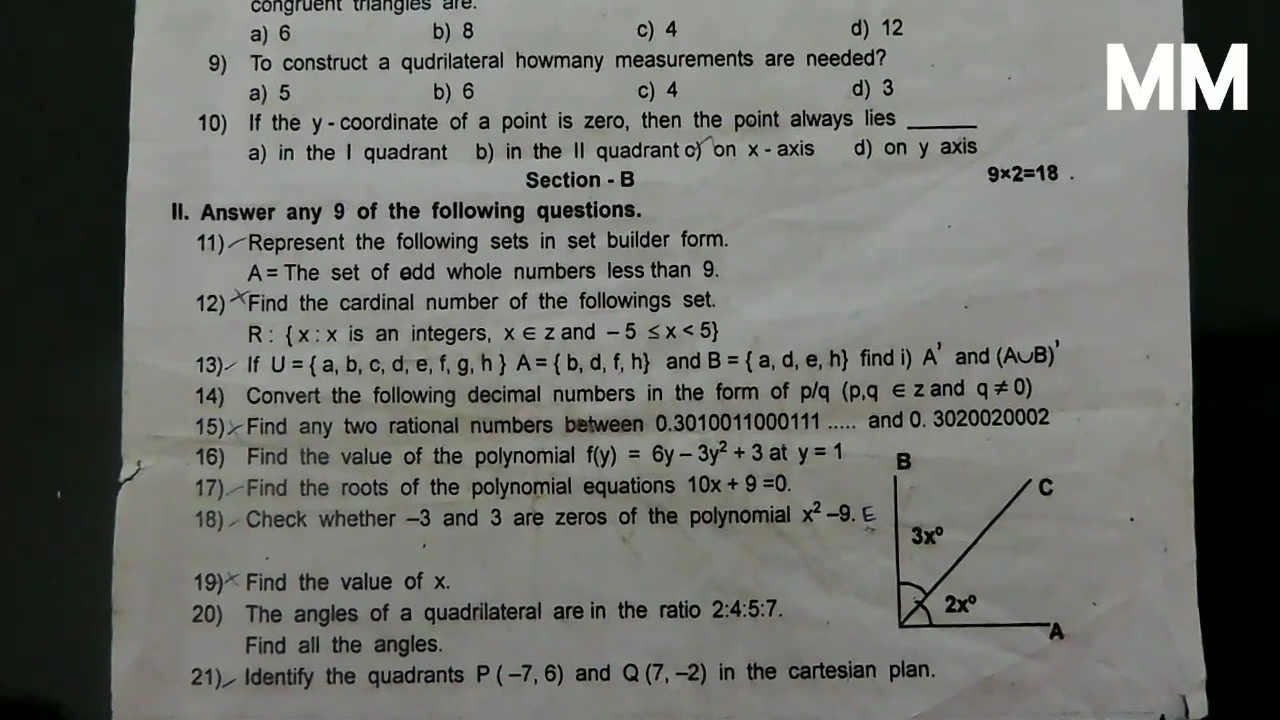 congruent triangles are.
a) 6 b) 8 c) 4 d) 12
MM
9) To construct a qudrilateral howmany measurements are needed?
a) 5 b) 6 c) 4 d) 3
10) If the y - coordinate of a point is zero, then the point always lies ______
a) in the I quadrant b) in the II quadrant c) on x - axis d) on y axis
Section - B 9×2=18 .
II. Answer any 9 of the following questions.
11) Represent the following sets in set builder form.
A = The set of odd whole numbers less than 9.
12) Find the cardinal number of the followings set.
R : {x : x is an integers, x ∈ z and – 5 ≤ x < 5}
13) If U = { a, b, c, d, e, f, g, h } A = { b, d, f, h} and B = { a, d, e, h} find i) A' and (A∪B)'
14) Convert the following decimal numbers in the form of p/q (p,q ∈ z and q ≠ 0)
15) Find any two rational numbers between 0.3010011000111 ..... and 0. 3020020002
16) Find the value of the polynomial f(y) = 6y – 3y² + 3 at y = 1
17) Find the roots of the polynomial equations 10x + 9 =0.
18) Check whether –3 and 3 are zeros of the polynomial x² –9. E
B
C
3x⁰
19) Find the value of x.
2x⁰
A
20) The angles of a quadrilateral are in the ratio 2:4:5:7.
Find all the angles.
21) Identify the quadrants P ( –7, 6) and Q (7, –2) in the cartesian plan.